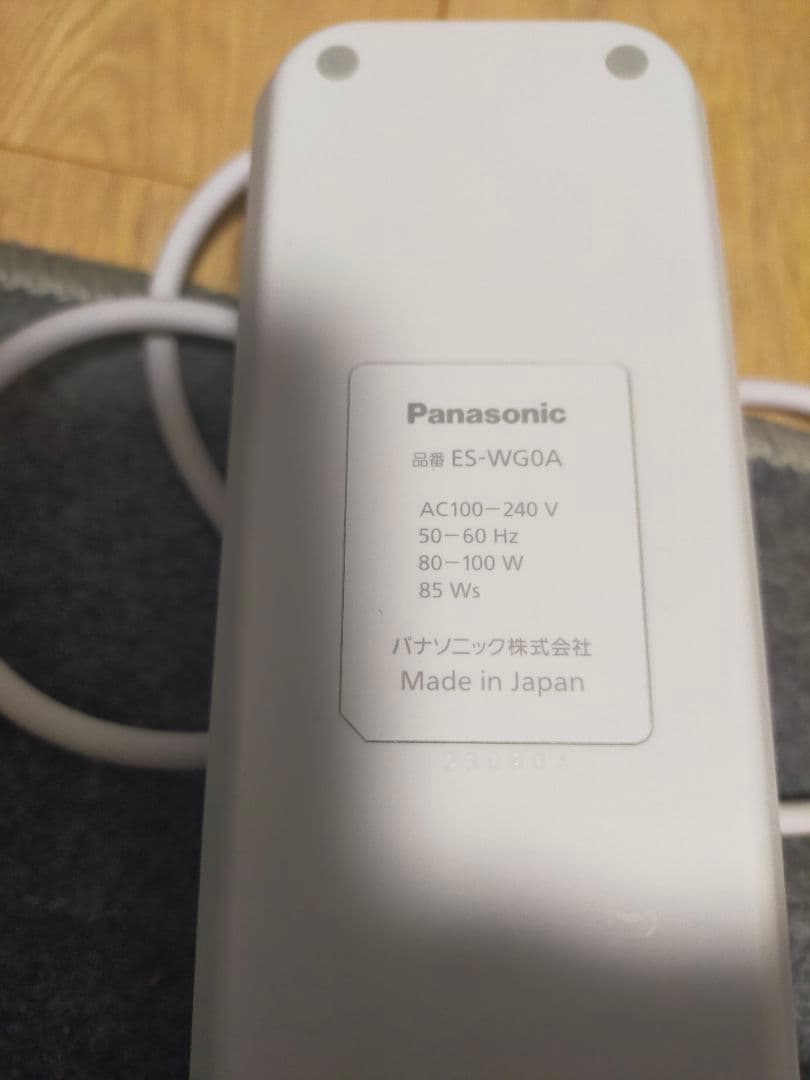 Panasonic
品番 ES-WG0A
AC100-240 V
50-60 Hz
80-100 W
85 Ws
パナソニック株式会社
Made in Japan